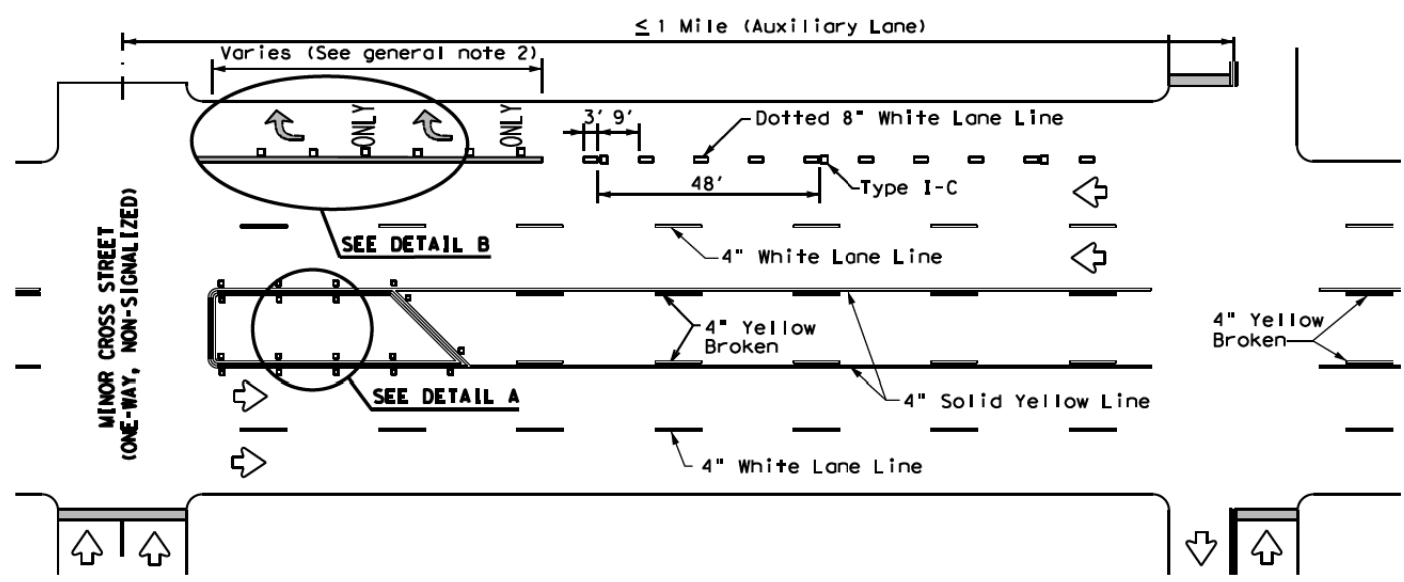 ≤ 1 Mile (Auxiliary Lane)
Varies (See general note 2)
ONLY
ONLY
3' 9'
Dotted 8" White Lane Line
48'
Type I-C
SEE DETAIL B
4" White Lane Line
MINOR CROSS STREET
(ONE-WAY, NON-SIGNALIZED)
4" Yellow
Broken
4" Yellow
Broken
SEE DETAIL A
4" Solid Yellow Line
4" White Lane Line